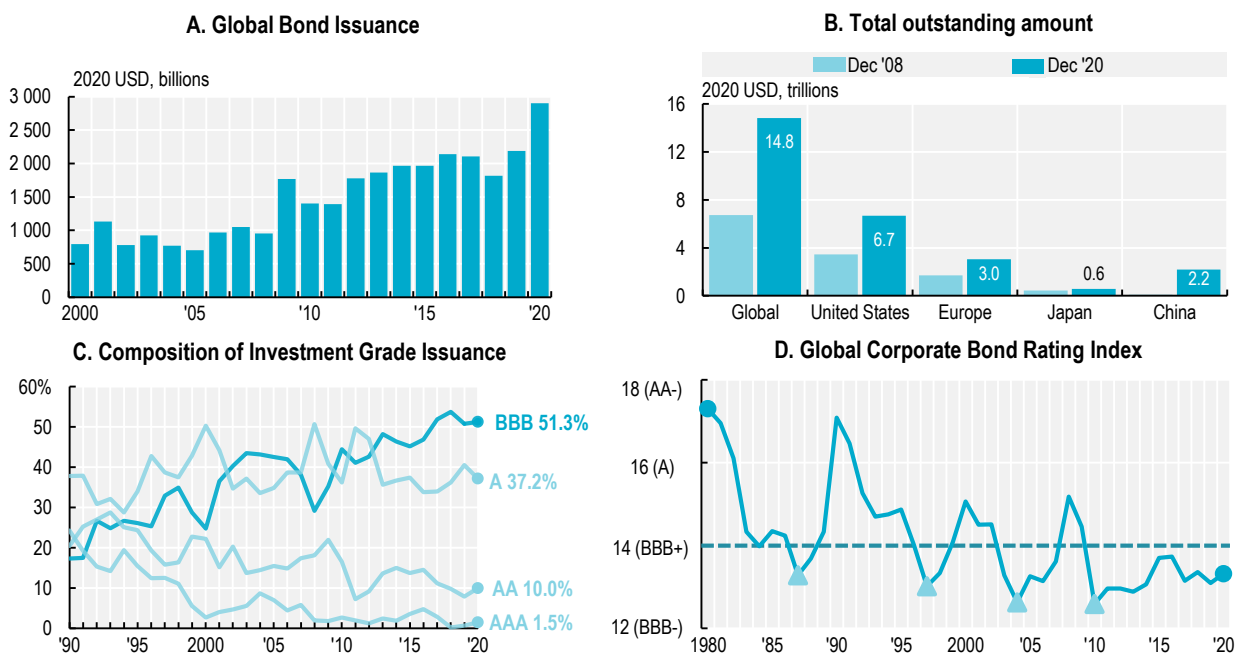 A. Global Bond Issuance
2020 USD, billions
3 000
2 500
2 000
1 500
1 000
500
0
2000 '05 '10 '15 '20
B. Total outstanding amount
Dec '08 Dec '20
2020 USD, trillions
16
12
8
4
0
14.8
6.7
3.0
0.6
2.2
Global United States Europe Japan China
C. Composition of Investment Grade Issuance
60%
50
40
30
20
10
0
BBB 51.3%
A 37.2%
AA 10.0%
AAA 1.5%
'90 '95 2000 '05 '10 '15 '20
D. Global Corporate Bond Rating Index
18 (AA-)
16 (A)
14 (BBB+)
12 (BBB-)
1980 '85 '90 '95 2000 '05 '10 '15 '20